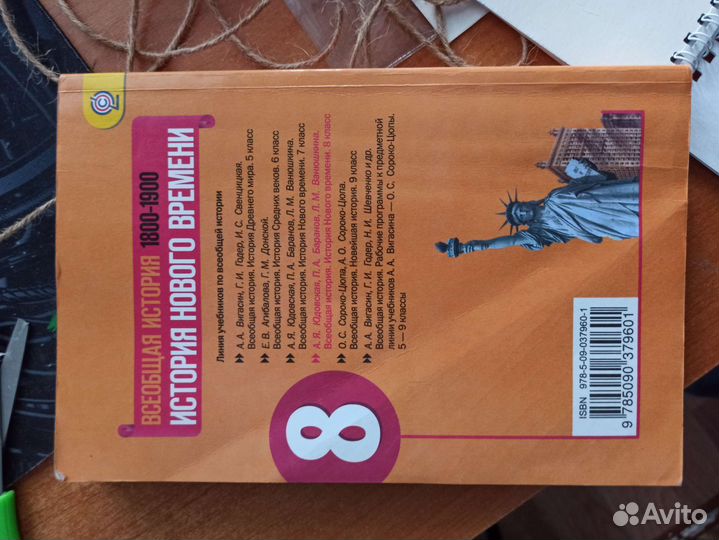 ВСЕОБЩАЯ ИСТОРИЯ 1800-1900
ИСТОРИЯ НОВОГО ВРЕМЕНИ
Линия учебников по всеобщей истории
А. А. Вигасин, Г. И. Годер, И. С. Свенцицкая.
Всеобщая история. История Древнего мира. 5 класс
Е. В. Агибалова, Г. М. Донской.
Всеобщая история. История Средних веков. 6 класс
А. Я. Юдовская, П. А. Баранов, Л. М. Ванюшкина.
Всеобщая история. История Нового времени. 7 класс
А. Я. Юдовская, П. А. Баранов, Л. М. Ванюшкина.
Всеобщая история. История Нового времени. 8 класс
О. С. Сороко-Цюпа, А. О. Сороко-Цюпа.
Всеобщая история. Новейшая история. 9 класс
А. А. Вигасин, Г. И. Годер, Н. И. Шевченко и др.
Всеобщая история. Рабочие программы к предметной
линии учебников А. А. Вигасина — О. С. Сороко-Цюпы.
5 — 9 классы
8
ISBN 978-5-09-037960-1
9 785090 379601
Avito